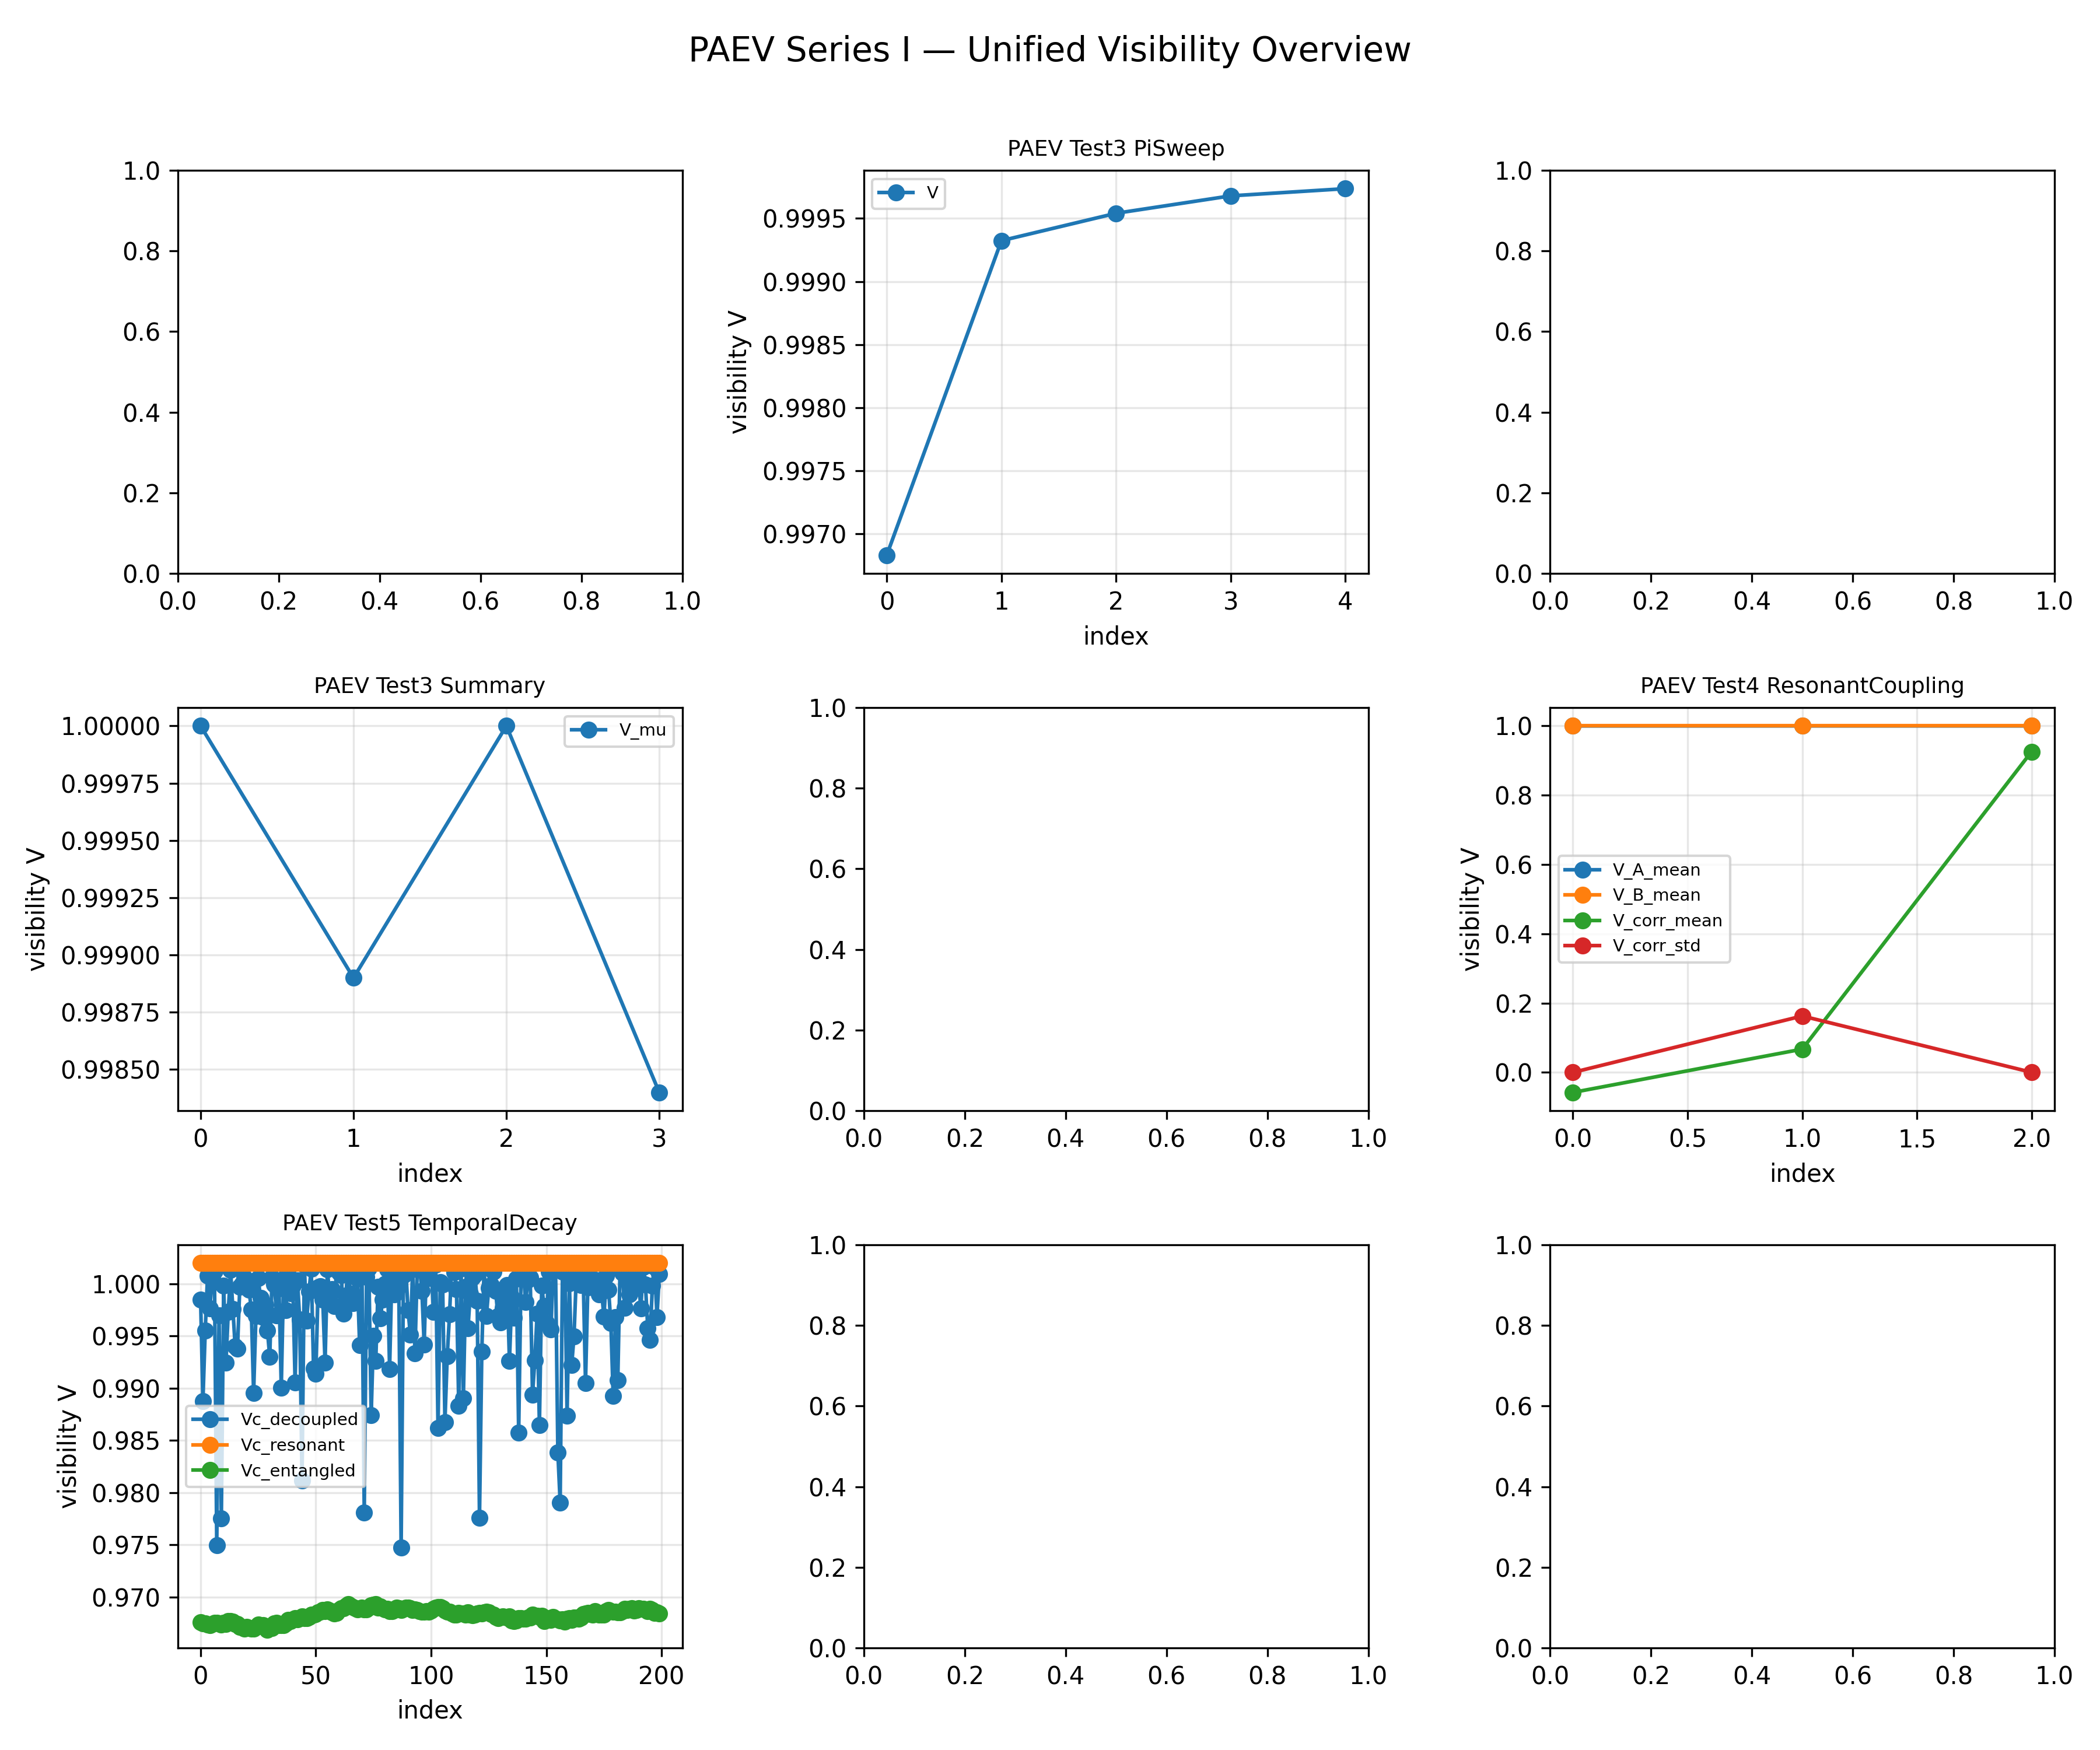 PAEV Series I — Unified Visibility Overview
1.0
0.8
0.6
0.4
0.2
0.0
0.0 0.2 0.4 0.6 0.8 1.0
PAEV Test3 PiSweep
V
visibility V
0.9995
0.9990
0.9985
0.9980
0.9975
0.9970
0 1 2 3 4
index
1.0
0.8
0.6
0.4
0.2
0.0
0.0 0.2 0.4 0.6 0.8 1.0
PAEV Test3 Summary
V_mu
visibility V
1.00000
0.99975
0.99950
0.99925
0.99900
0.99875
0.99850
0 1 2 3
index
1.0
0.8
0.6
0.4
0.2
0.0
0.0 0.2 0.4 0.6 0.8 1.0
PAEV Test4 ResonantCoupling
visibility V
1.0
0.8
0.6
0.4
0.2
0.0
V_A_mean
V_B_mean
V_corr_mean
V_corr_std
0.0 0.5 1.0 1.5 2.0
index
PAEV Test5 TemporalDecay
visibility V
1.000
0.995
0.990
0.985
0.980
0.975
0.970
Vc_decoupled
Vc_resonant
Vc_entangled
0 50 100 150 200
index
1.0
0.8
0.6
0.4
0.2
0.0
0.0 0.2 0.4 0.6 0.8 1.0
1.0
0.8
0.6
0.4
0.2
0.0
0.0 0.2 0.4 0.6 0.8 1.0